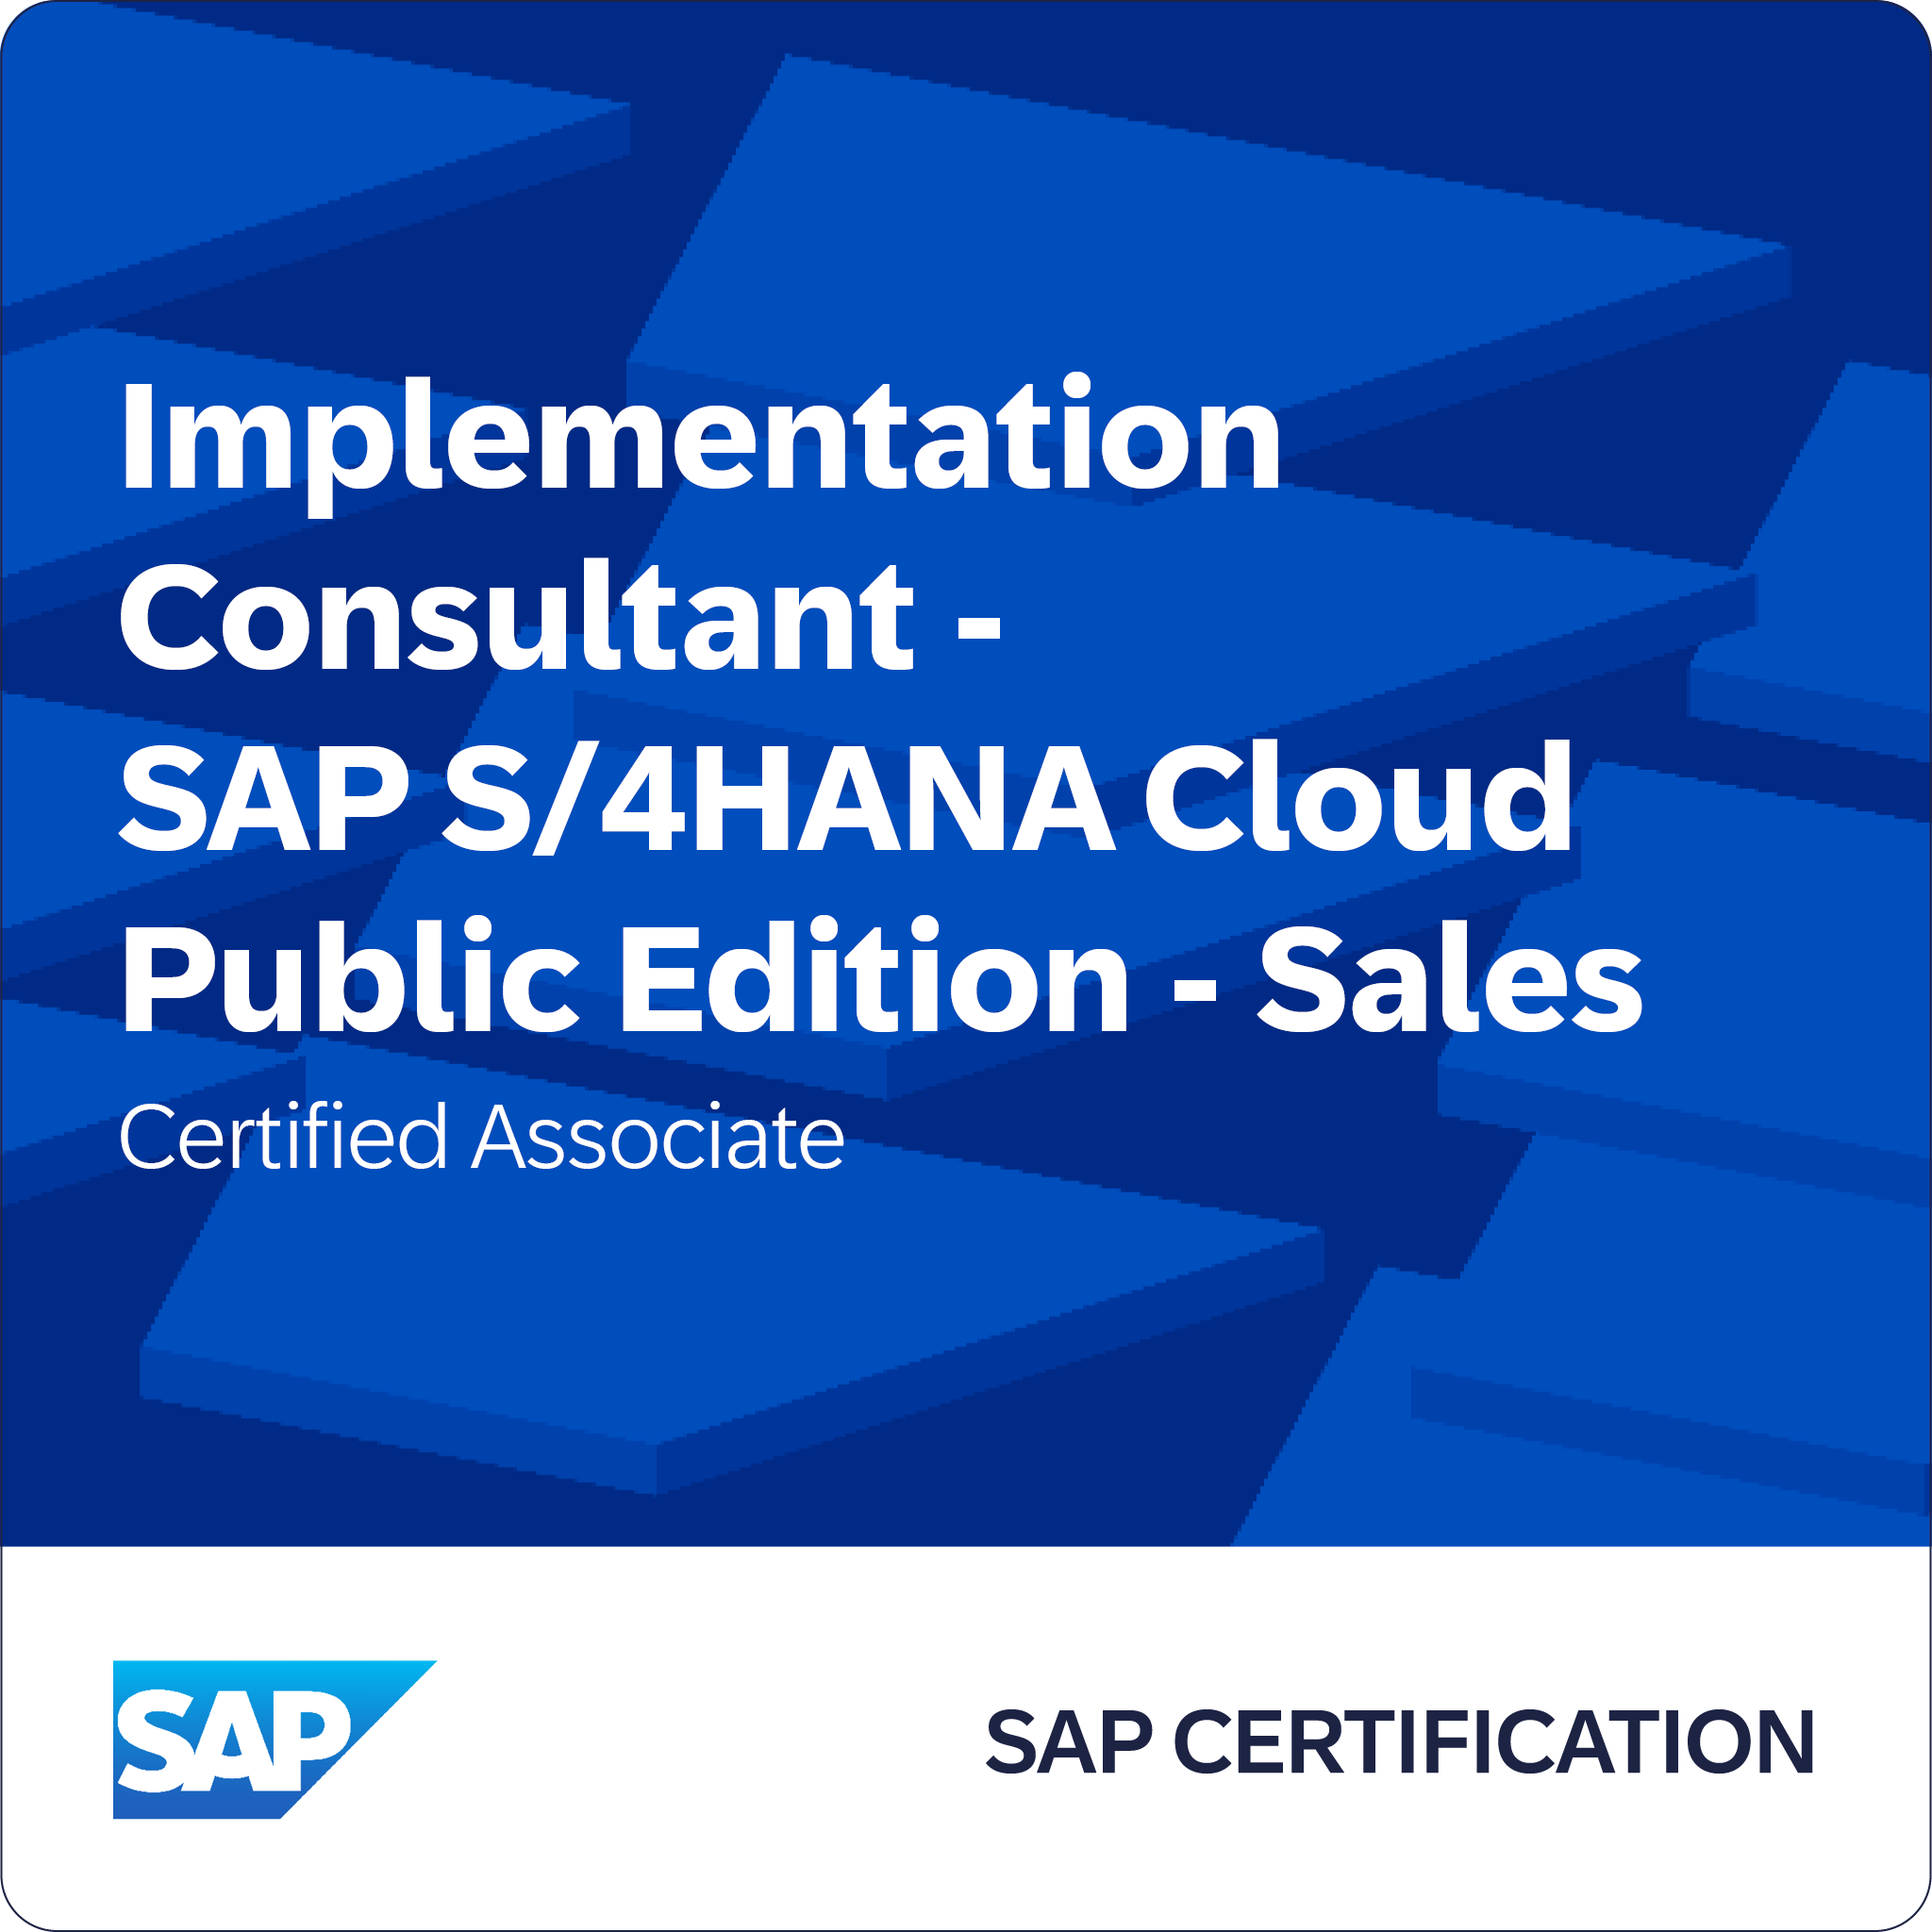 Implementation
Consultant -
SAP S/4HANA Cloud
Public Edition - Sales
Certified Associate
SAP
SAP CERTIFICATION